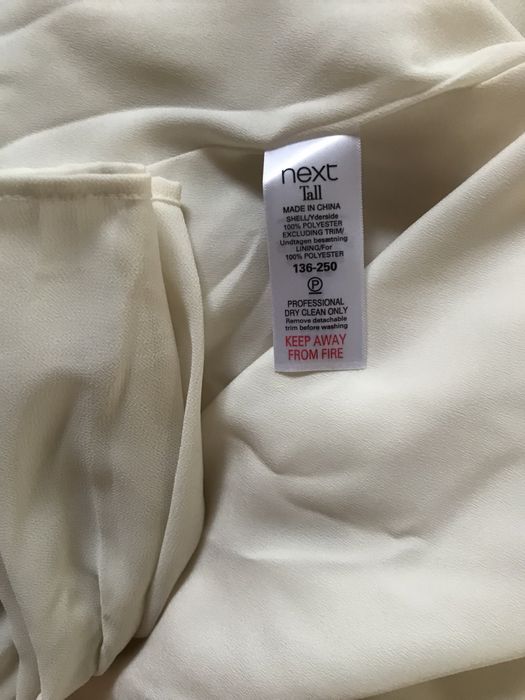 next
Tall
MADE IN CHINA
SHELL/Yderside
100% POLYESTER
EXCLUDING TRIM/
Undtagen besætning
LINING/For
100% POLYESTER
136-250
P
PROFESSIONAL
DRY CLEAN ONLY
Remove detachable
trim before washing
KEEP AWAY
FROM FIRE